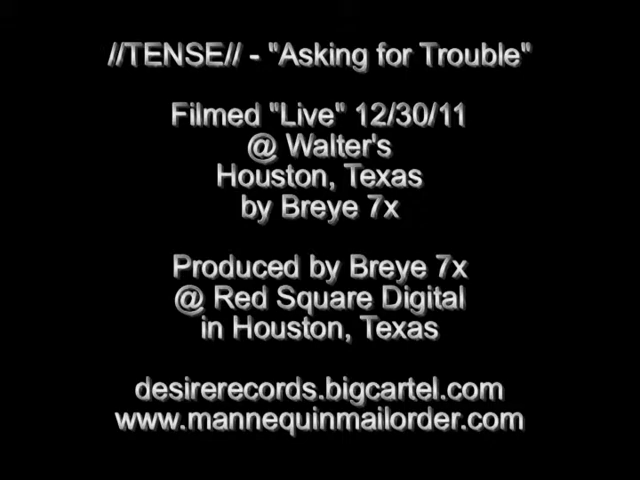 //TENSE// - "Asking for Trouble"
Filmed "Live" 12/30/11
@ Walter's
Houston, Texas
by Breye 7x
Produced by Breye 7x
@ Red Square Digital
in Houston, Texas
desirerecords.bigcartel.com
www.mannequinmailorder.com